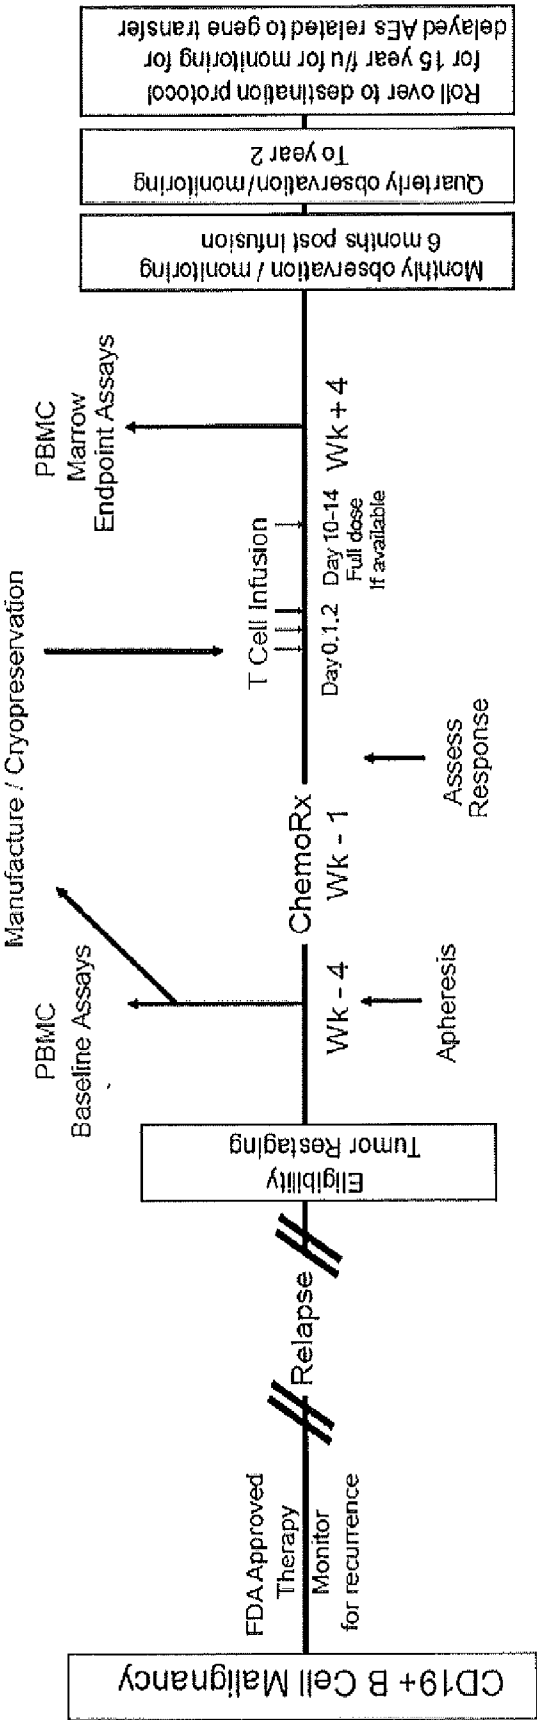 CD19+ B Cell Malignancy
FDA Approved
Therapy
Monitor
for recurrence
Relapse
Eligibility
Tumor Restaging
PBMC
Baseline Assays
Wk - 4
Apheresis
Manufacture / Cryopreservation
ChemoRx
Wk - 1
Assess
Response
T Cell Infusion
Day 0.1.2
Day 10-14
Full dose
If available
PBMC
Marrow
Endpoint Assays
Wk + 4
Monthly observation / monitoring
6 months post Infusion
Quarterly observation/monitoring
To year 2
Roll over to destination protocol
for 15 year f/u for monitoring for
delayed AEs related to gene transfer